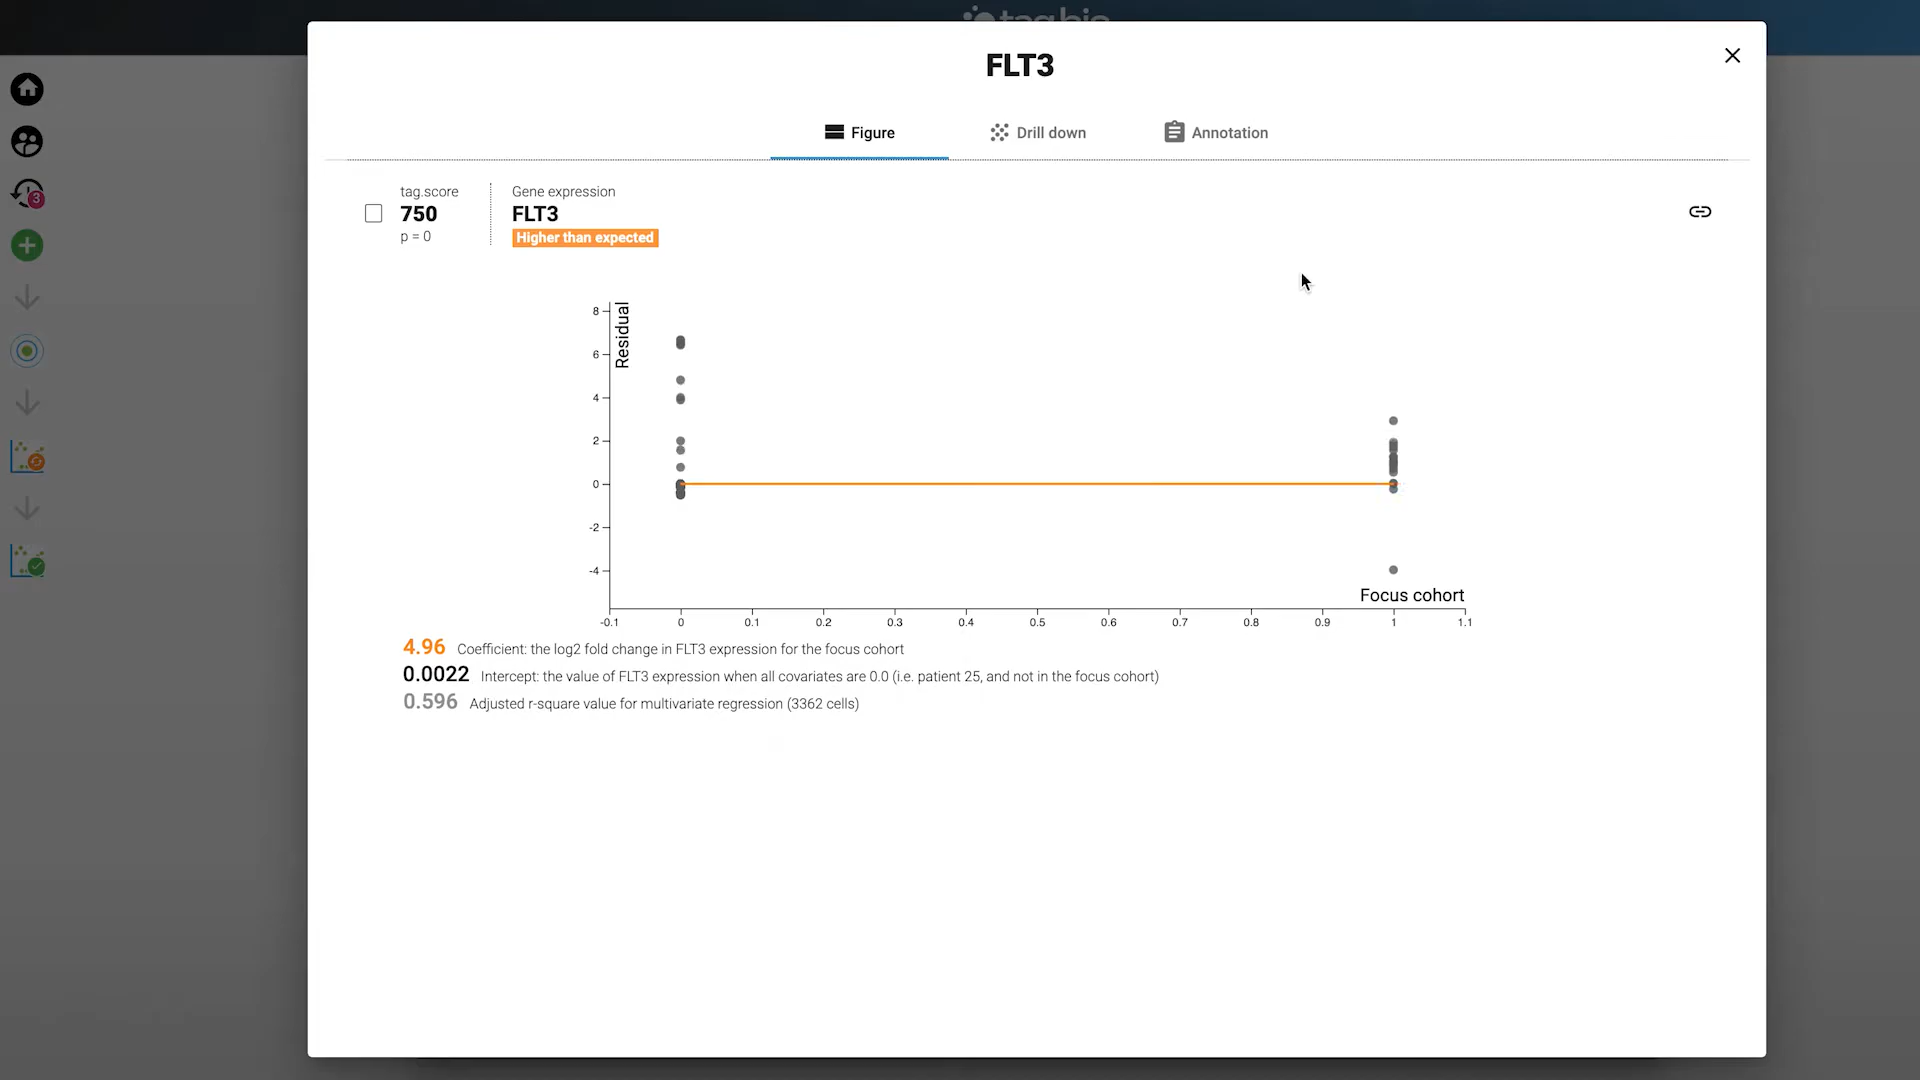 FLT3
Figure
Drill down
Annotation
3
tag.score
750
p = 0
Gene expression
FLT3
Higher than expected
Residual
8
6
4
2
0
-2
-4
Focus cohort
-0.1 0 0.1 0.2 0.3 0.4 0.5 0.6 0.7 0.8 0.9 1 1.1
4.96 Coefficient: the log2 fold change in FLT3 expression for the focus cohort
0.0022 Intercept: the value of FLT3 expression when all covariates are 0.0 (i.e. patient 25, and not in the focus cohort)
0.596 Adjusted r-square value for multivariate regression (3362 cells)